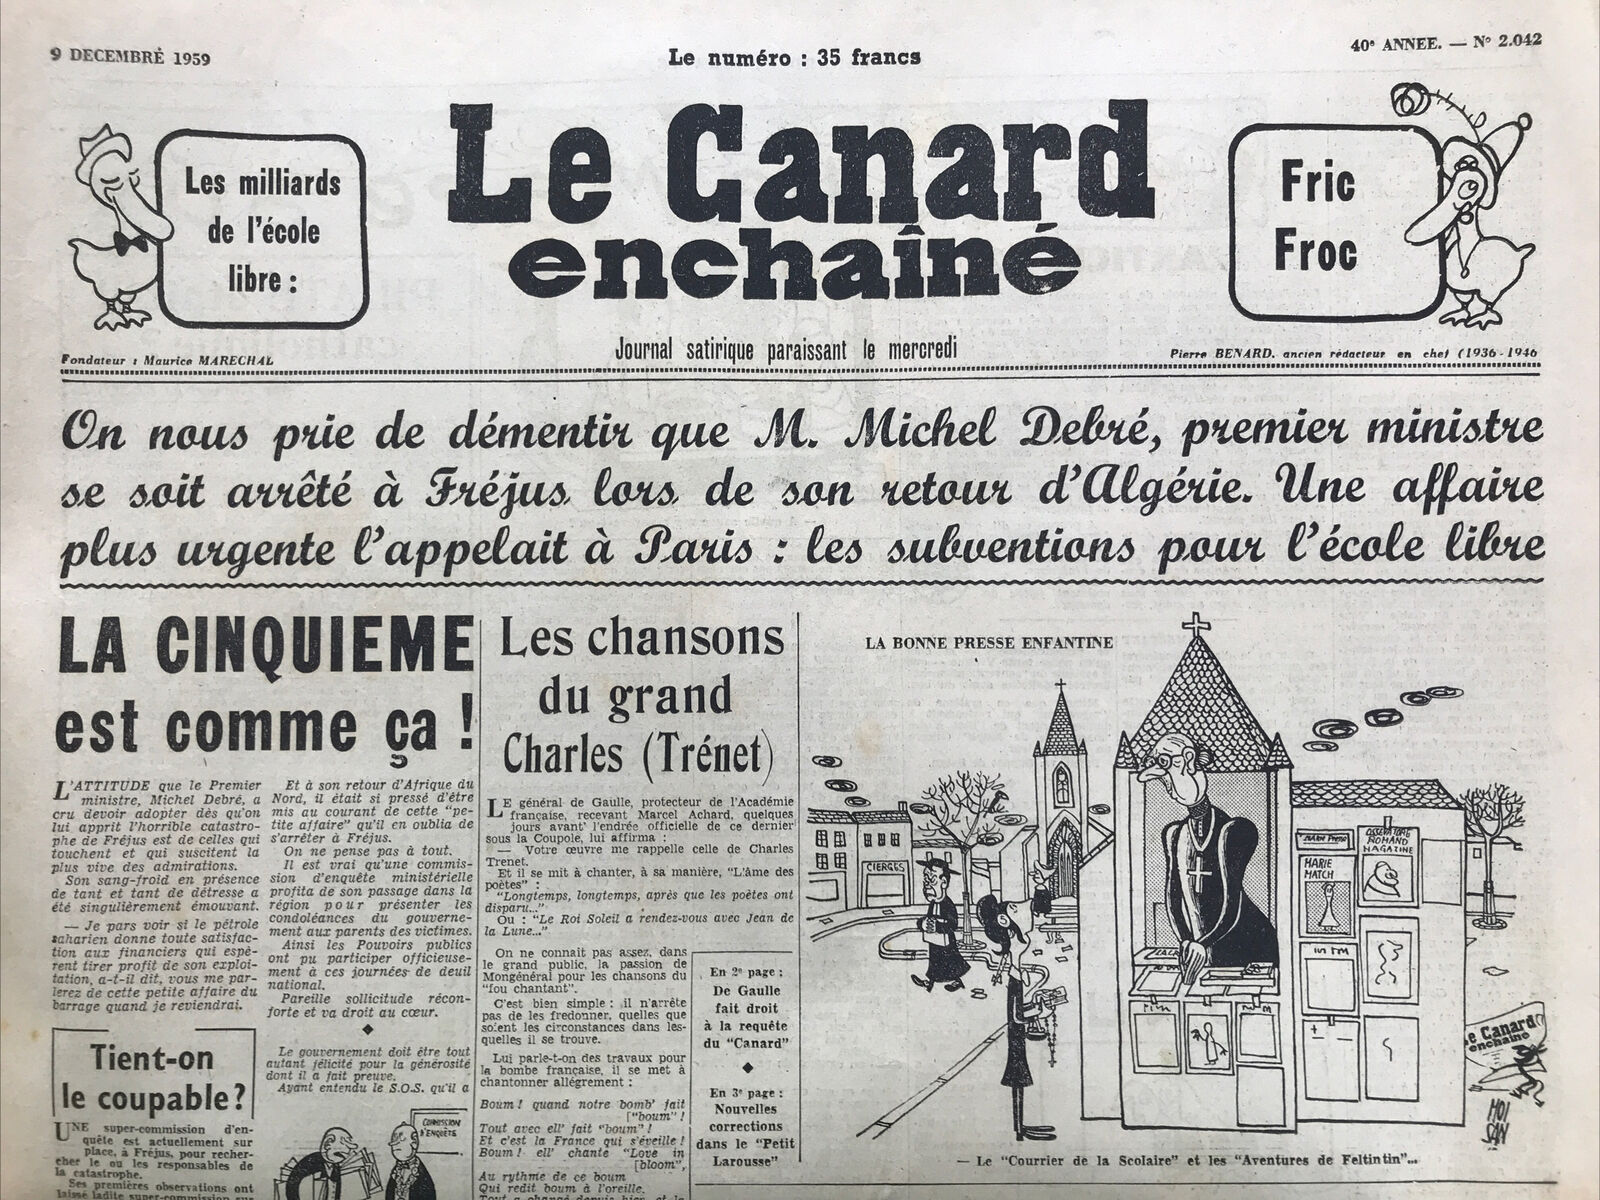 9 DECEMBRE 1959
Le numéro : 35 francs
40e ANNEE. — No 2.042
Les milliards
de l'école
libre :
Le Canard
enchaîné
Fric
Froc
Fondateur : Maurice MARECHAL
Journal satirique paraissant le mercredi
Pierre BENARD, ancien rédacteur en chef (1936-1946
On nous prie de démentir que M. Michel Debré, premier ministre
se soit arrêté à Fréjus lors de son retour d'Algérie. Une affaire
plus urgente l'appelait à Paris : les subventions pour l'école libre
LA CINQUIEME
est comme ça !
L'ATTITUDE que le Premier
ministre, Michel Debré, a
cru devoir adopter dès qu'on
lui apprit l'horrible catastro-
phe de Fréjus est de celles qui
touchent et qui suscitent la
plus vive des admirations.
Son sang-froid en présence
de tant et tant de détresse a
été singulièrement émouvant.
— Je pars voir si le pétrole
saharien donne toute satisfac-
tion aux financiers qui espè-
rent tirer profit de son exploi-
tation, a-t-il dit, vous me par-
lerez de cette petite affaire du
barrage quand je reviendrai.
Et à son retour d'Afrique du
Nord, il était si pressé d'être
mis au courant de cette "pe-
tite affaire" qu'il en oublia de
s'arrêter à Fréjus.
On ne pense pas à tout.
Il est vrai qu'une commis-
sion d'enquête ministérielle
profita de son passage dans la
région pour présenter les
condoléances du gouverne-
ment aux parents des victimes.
Ainsi les Pouvoirs publics
ont pu participer officieuse-
ment à ces journées de deuil
national.
Pareille sollicitude récon-
forte et va droit au cœur.
Le gouvernement doit être tout
autant félicité pour la générosité
dont il a fait preuve.
Ayant entendu le S.O.S. qu'il a
COMMISSION
D'ENQUÊTE
Tient-on
le coupable ?
UNE super-commission d'en-
quête est actuellement sur
place, à Fréjus, pour recher-
cher le ou les responsables de
la catastrophe.
Ses premières observations ont
laissé ladite super-commission sur
Les chansons
du grand
Charles (Trénet)
LE général de Gaulle, protecteur de l'Académie
française, recevant Marcel Achard, quelques
jours avant l'endrée officielle de ce dernier
sous la Coupole, lui affirma :
— Votre œuvre me rappelle celle de Charles
Trenet.
Et il se mit à chanter, à sa manière, "L'âme des
poètes" :
"Longtemps, longtemps, après que les poètes ont
disparu..."
Ou : "Le Roi Soleil a rendez-vous avec Jean de
la Lune..."
On ne connaît pas assez, dans
le grand public, la passion de
Mongénéral pour les chansons du
"fou chantant".
C'est bien simple : il n'arrête
pas de les fredonner, quelles que
soient les circonstances dans les-
quelles il se trouve.
Lui parle-t-on des travaux pour
la bombe française, il se met à
chantonner allégrement :
Boum ! quand notre bomb' fait
["boum" !
Tout avec ell' fait "boum" !
Et c'est la France qui s'éveille !
Boum ! ell' chante "Love in
[bloom",
Au rythme de ce boum
Qui redit boum à l'oreille.
Tout a changé depuis hier et la
En 2e page :
De Gaulle
fait droit
à la requête
du "Canard"
En 3e page :
Nouvelles
corrections
dans le "Petit
Larousse"
LA BONNE PRESSE ENFANTINE
CIERGES
MARIE
MATCH
ROMANO
MAGAZINE
Le Canard
enchaîné
MOI
SAN
— Le "Courrier de la Scolaire" et les "Aventures de Feltintin"...